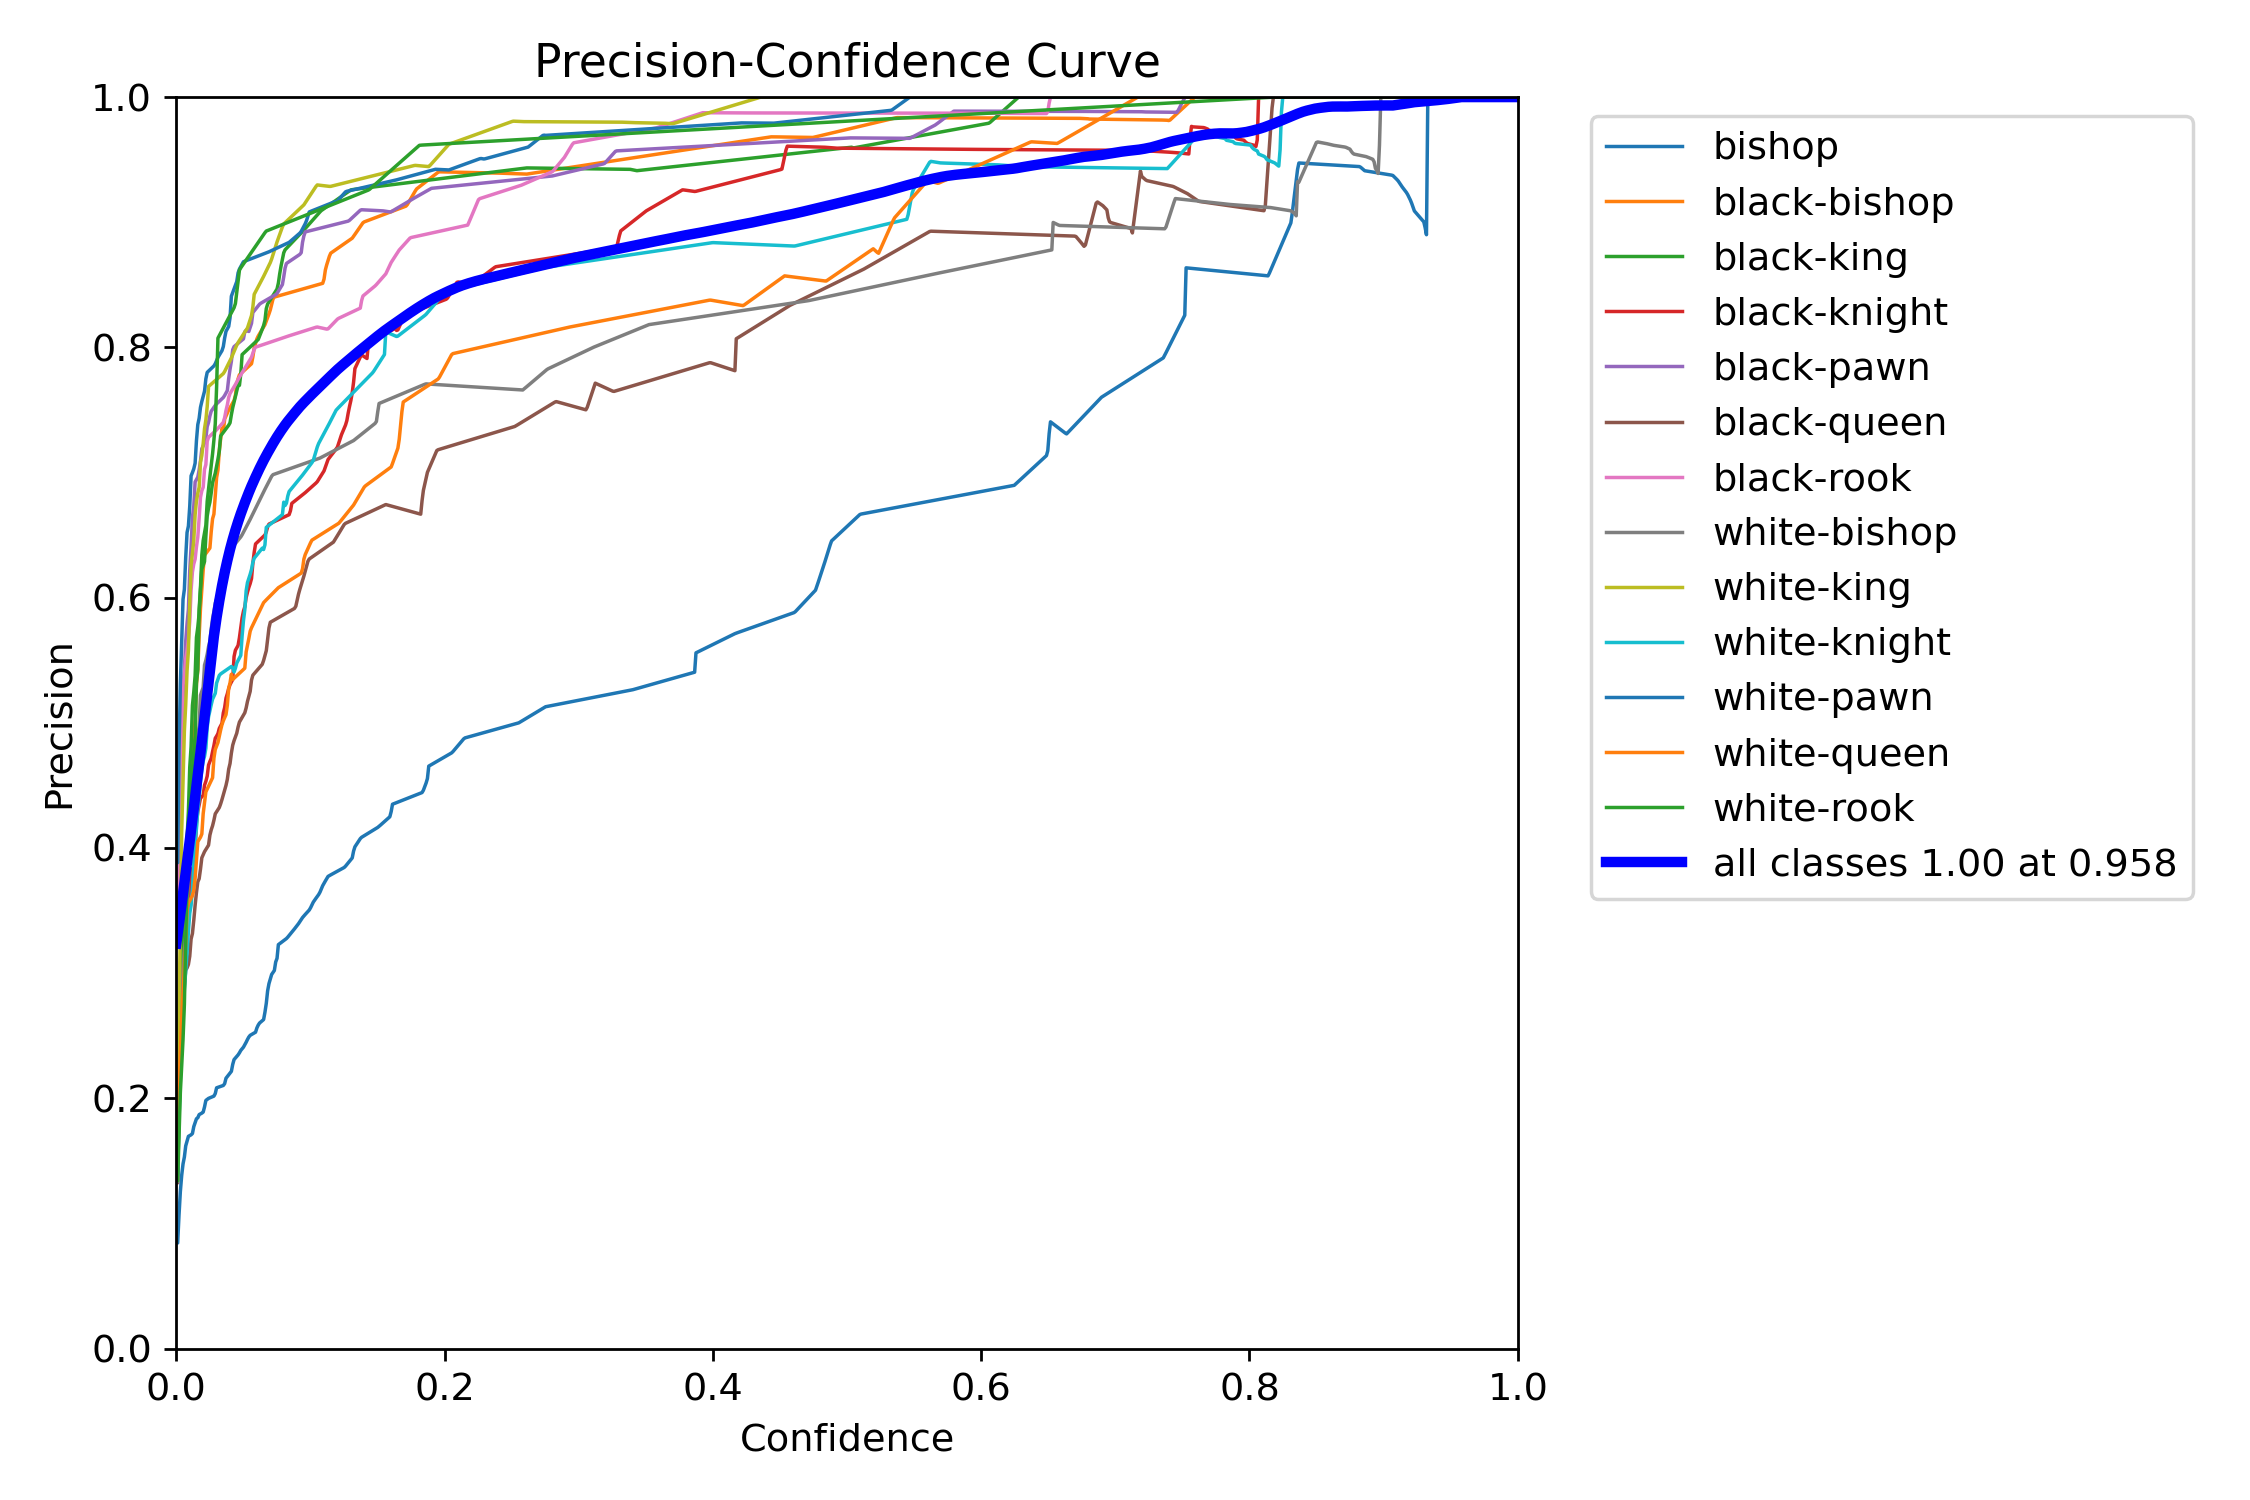 Precision-Confidence Curve
1.0
0.8
0.6
0.4
0.2
0.0
Precision
0.0 0.2 0.4 0.6 0.8 1.0
Confidence
bishop
black-bishop
black-king
black-knight
black-pawn
black-queen
black-rook
white-bishop
white-king
white-knight
white-pawn
white-queen
white-rook
all classes 1.00 at 0.958